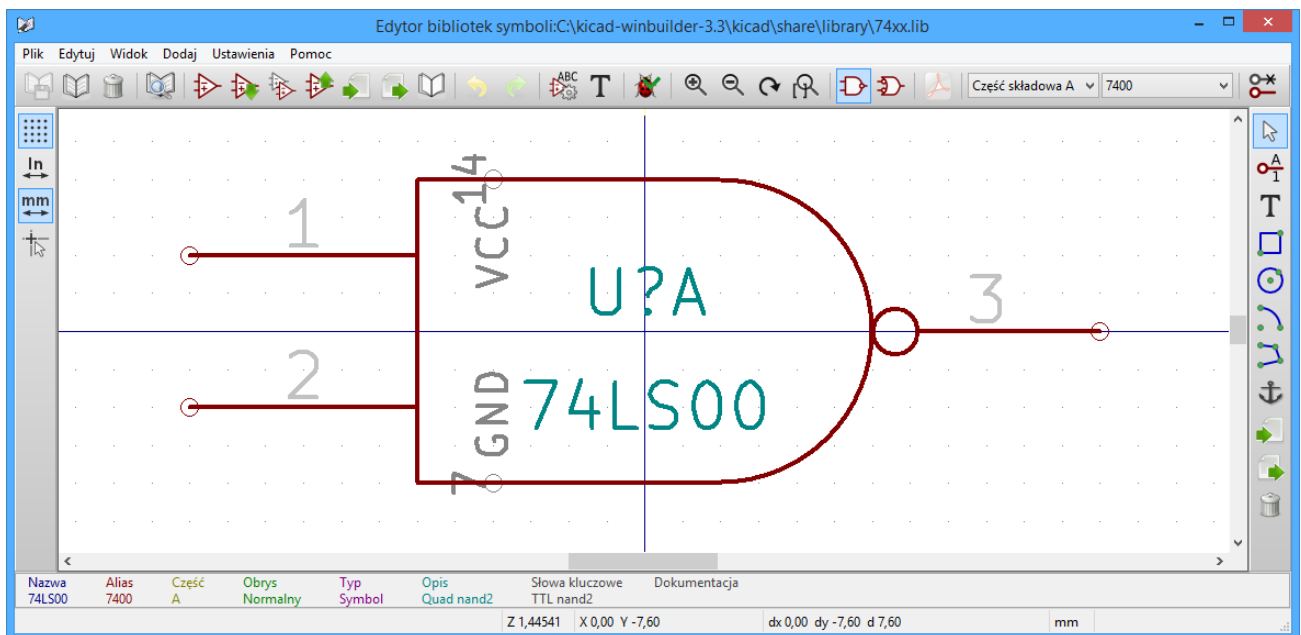 Edytor bibliotek symboli:C:\kicad-winbuilder-3.3\kicad\share\library\74xx.lib
Plik Edytuj Widok Dodaj Ustawienia Pomoc
ABC T Część składowa A 7400
In
mm
A
1
T
14
VCC
1
U?A
3
2
74LS00
GND
7
Nazwa Alias Część Obrys Typ Opis Słowa kluczowe Dokumentacja
74LS00 7400 A Normalny Symbol Quad nand2 TTL nand2
Z 1,44541 X 0,00 Y -7,60 dx 0,00 dy -7,60 d 7,60 mm